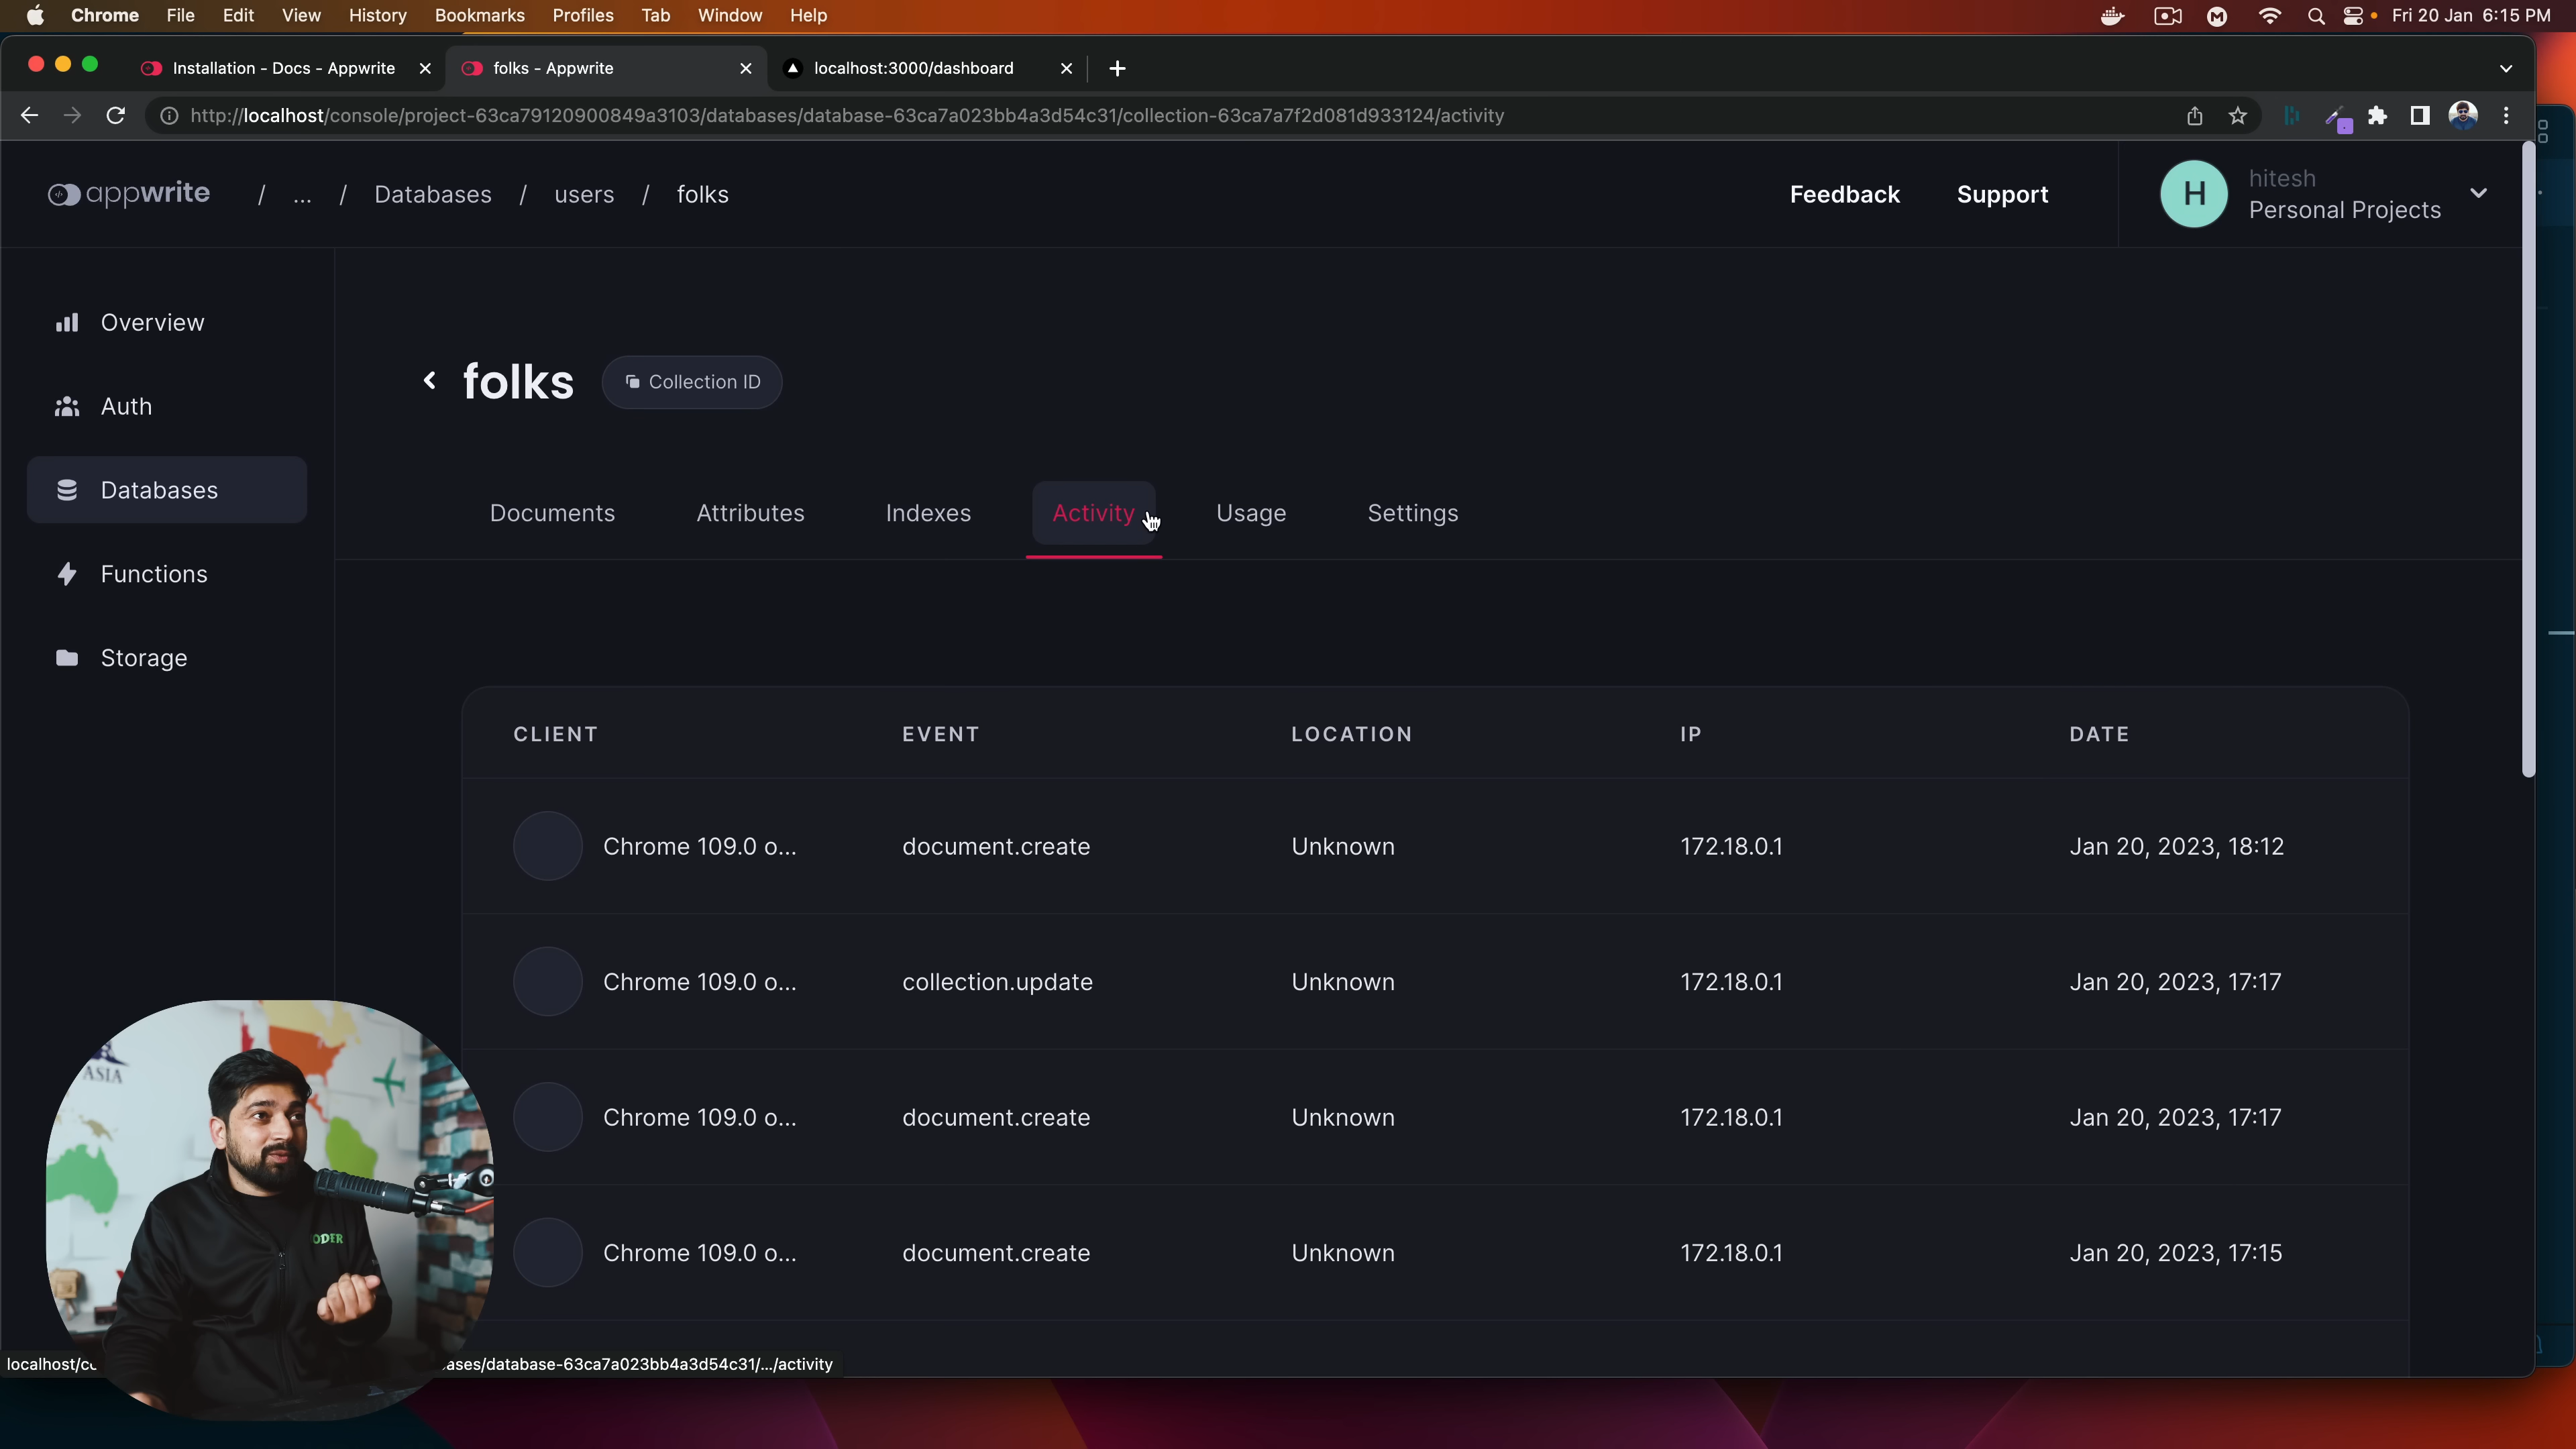 Chrome File Edit View History Bookmarks Profiles Tab Window Help
Fri 20 Jan 6:15 PM
Installation - Docs - Appwrite
folks - Appwrite
localhost:3000/dashboard
http://localhost/console/project-63ca79120900849a3103/databases/database-63ca7a023bb4a3d54c31/collection-63ca7a7f2d081d933124/activity
appwrite / ... / Databases / users / folks
Feedback
Support
H
hitesh
Personal Projects
Overview
Auth
Databases
Functions
Storage
folks
Collection ID
Documents Attributes Indexes Activity Usage Settings
CLIENT EVENT LOCATION IP DATE
Chrome 109.0 o... document.create Unknown 172.18.0.1 Jan 20, 2023, 18:12
Chrome 109.0 o... collection.update Unknown 172.18.0.1 Jan 20, 2023, 17:17
Chrome 109.0 o... document.create Unknown 172.18.0.1 Jan 20, 2023, 17:17
Chrome 109.0 o... document.create Unknown 172.18.0.1 Jan 20, 2023, 17:15
ASIA
ODER
localhost/co
ases/database-63ca7a023bb4a3d54c31/.../activity